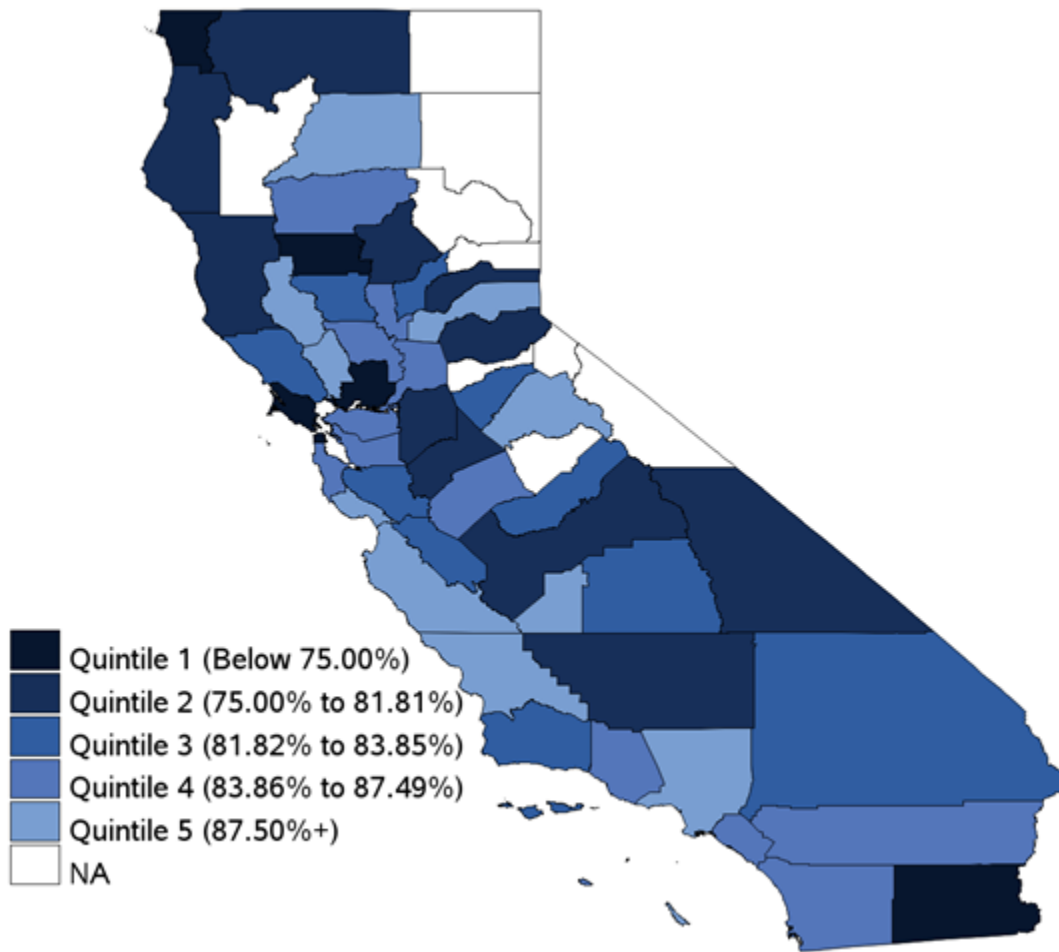 Quintile 1 (Below 75.00%)
Quintile 2 (75.00% to 81.81%)
Quintile 3 (81.82% to 83.85%)
Quintile 4 (83.86% to 87.49%)
Quintile 5 (87.50%+)
NA